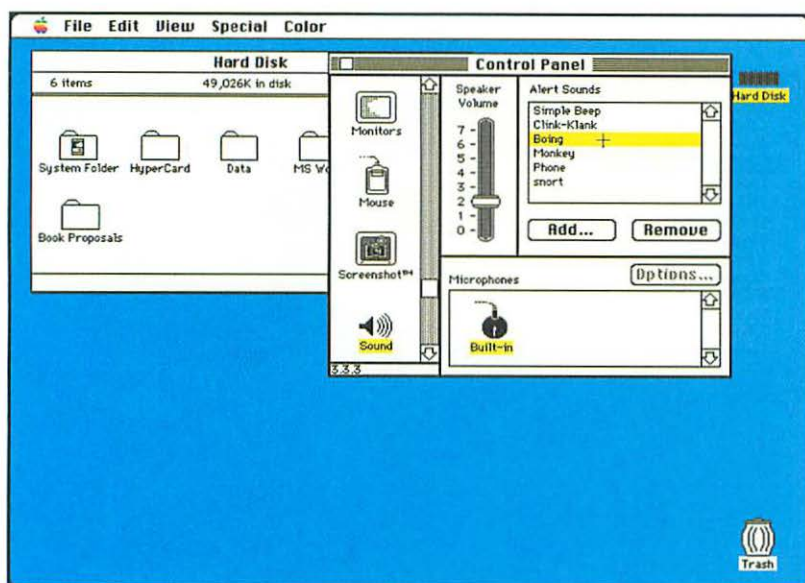 File Edit View Special Color
Hard Disk
6 items 49,026K in disk
System Folder HyperCard Data MS Wo
Book Proposals
Control Panel
Monitors
Mouse
Screenshot™
Sound
3.3.3
Speaker
Volume
7
6
5
4
3
2
1
0
Alert Sounds
Simple Beep
Clink-Klank
Boing
Monkey
Phone
snort
Add... Remove
Microphones Options...
Built-in
Hard Disk
Trash